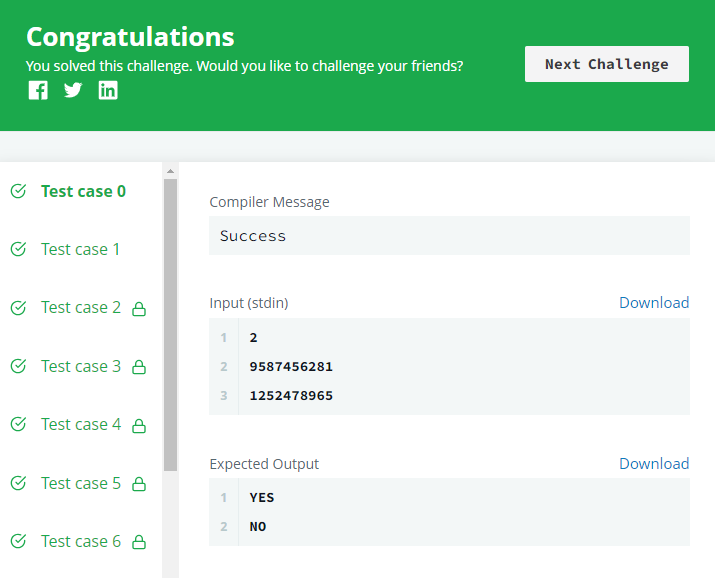 Congratulations
You solved this challenge. Would you like to challenge your friends?
Next Challenge
Test case 0
Test case 1
Test case 2
Test case 3
Test case 4
Test case 5
Test case 6
Compiler Message
Success
Input (stdin)
Download
1 2
2 9587456281
3 1252478965
Expected Output
Download
1 YES
2 NO